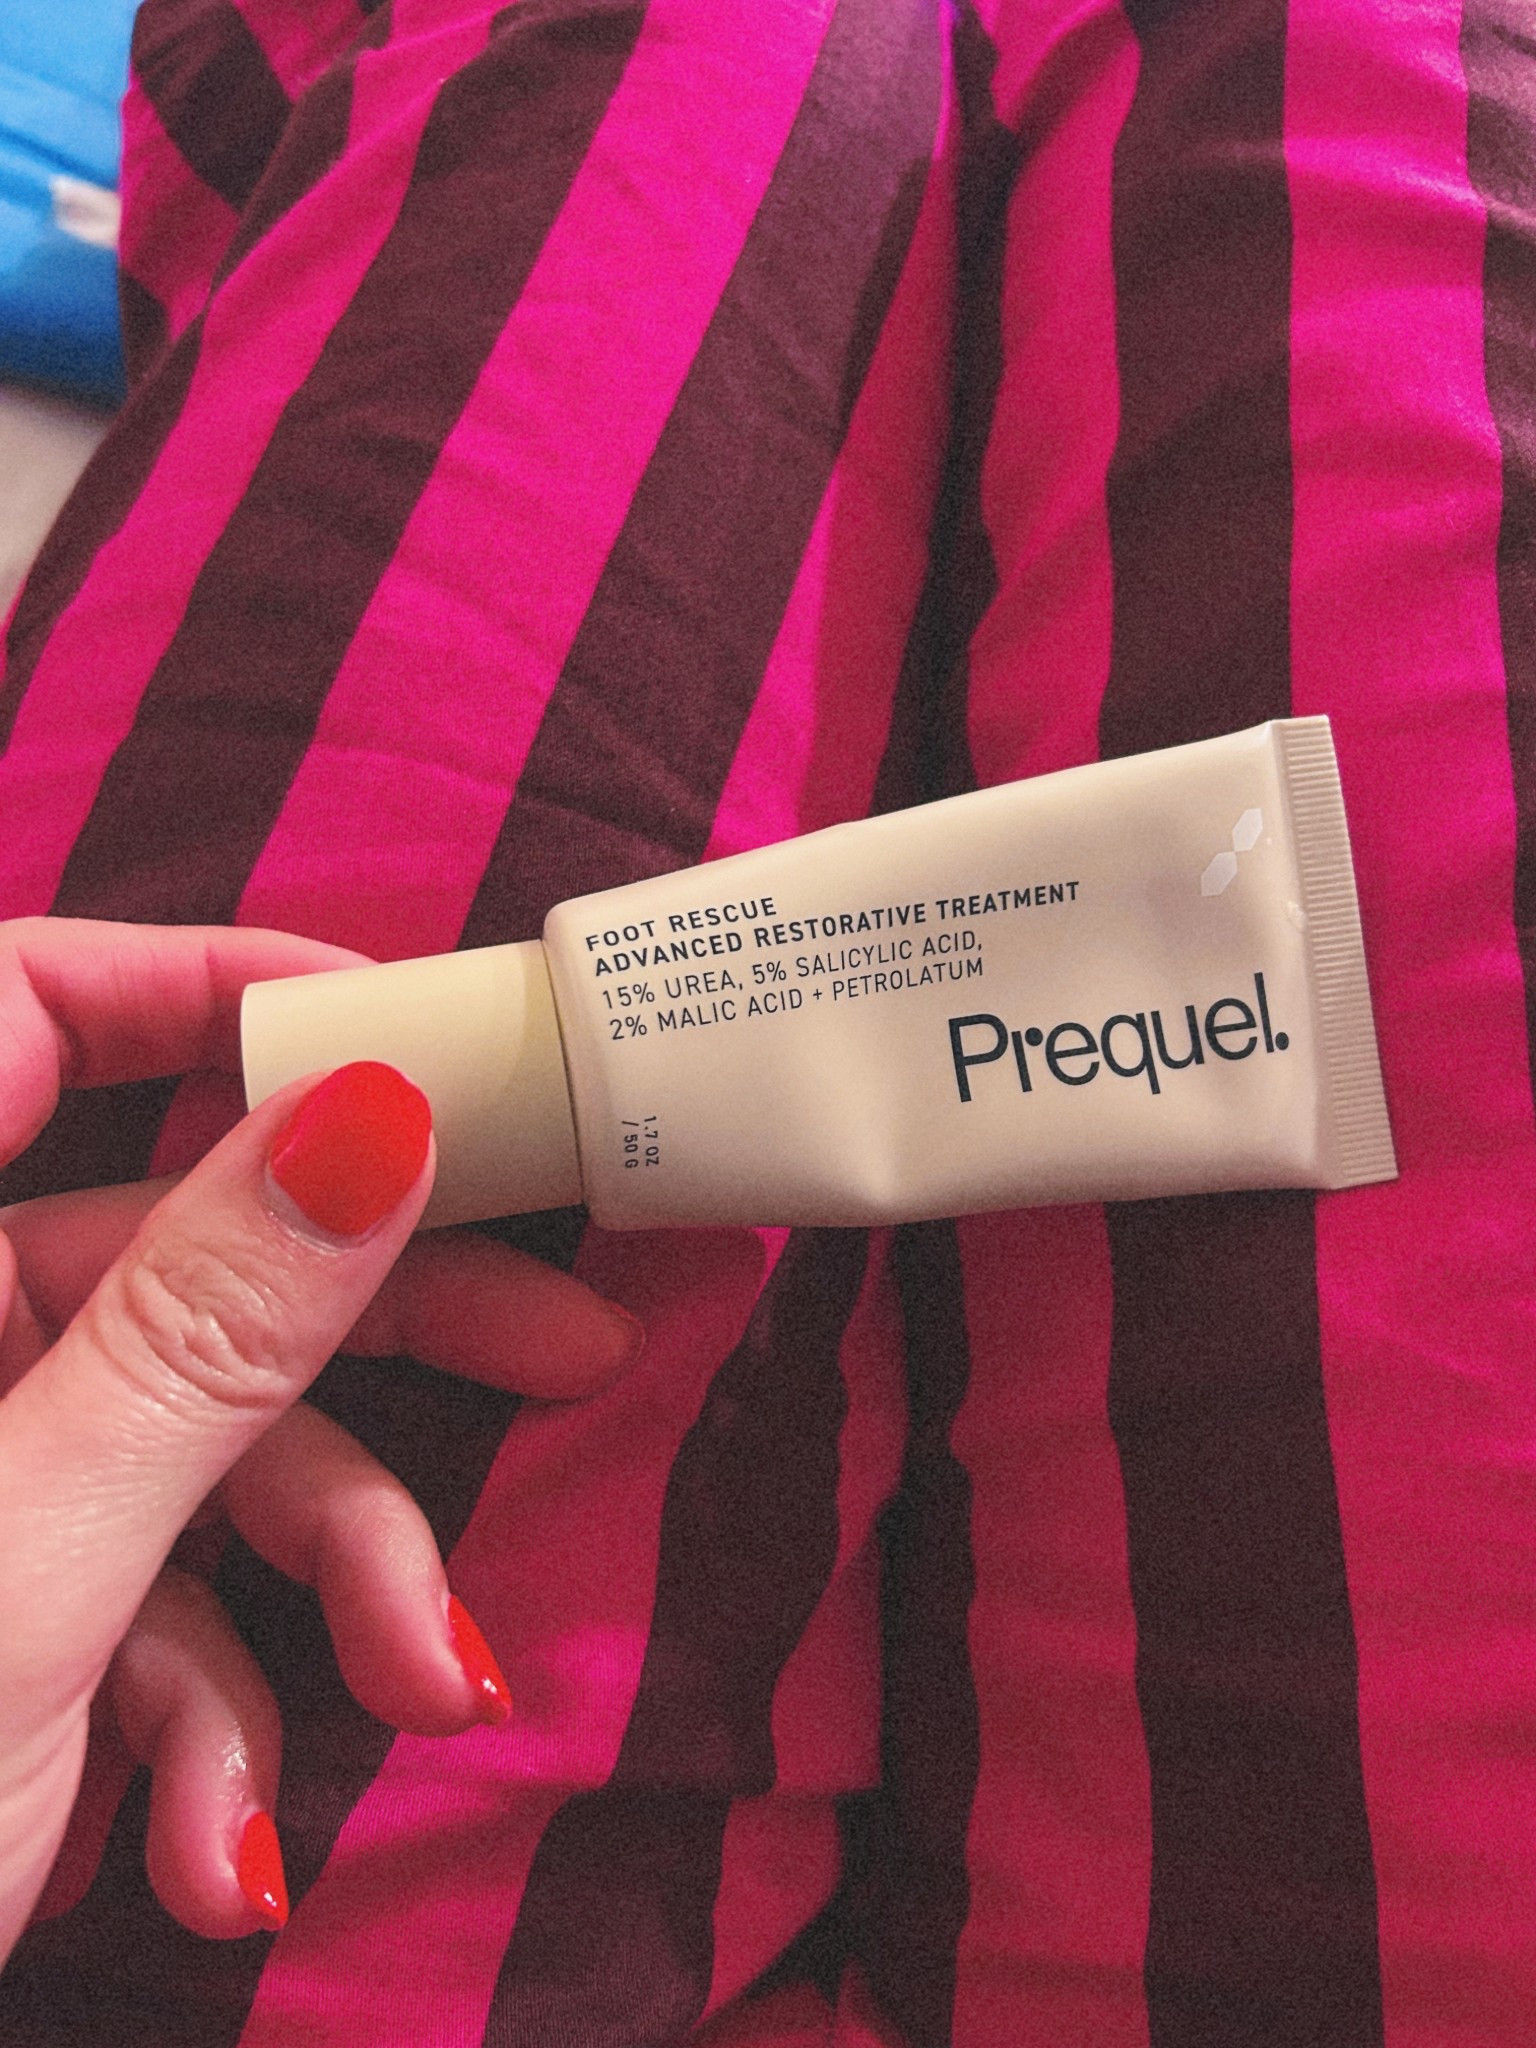 FOOT RESCUE
ADVANCED RESTORATIVE TREATMENT
15% UREA, 5% SALICYLIC ACID,
2% MALIC ACID + PETROLATUM
Prequel.
1.7 OZ
/ 50 G